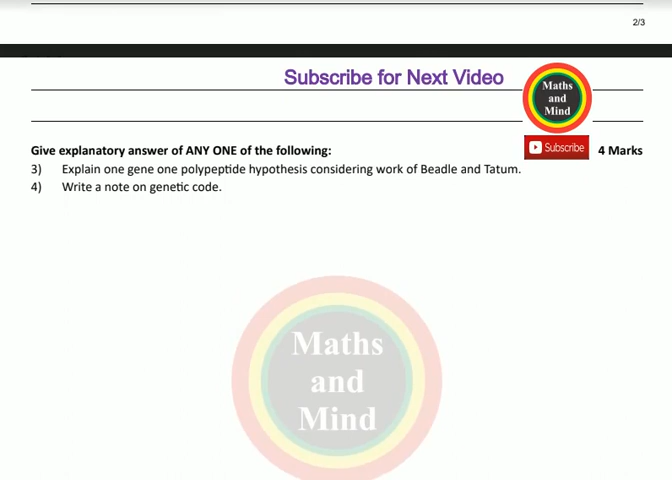 2/3
Subscribe for Next Video
Maths
and
Mind
Subscribe
Give explanatory answer of ANY ONE of the following: 4 Marks
3) Explain one gene one polypeptide hypothesis considering work of Beadle and Tatum.
4) Write a note on genetic code.
Maths
and
Mind